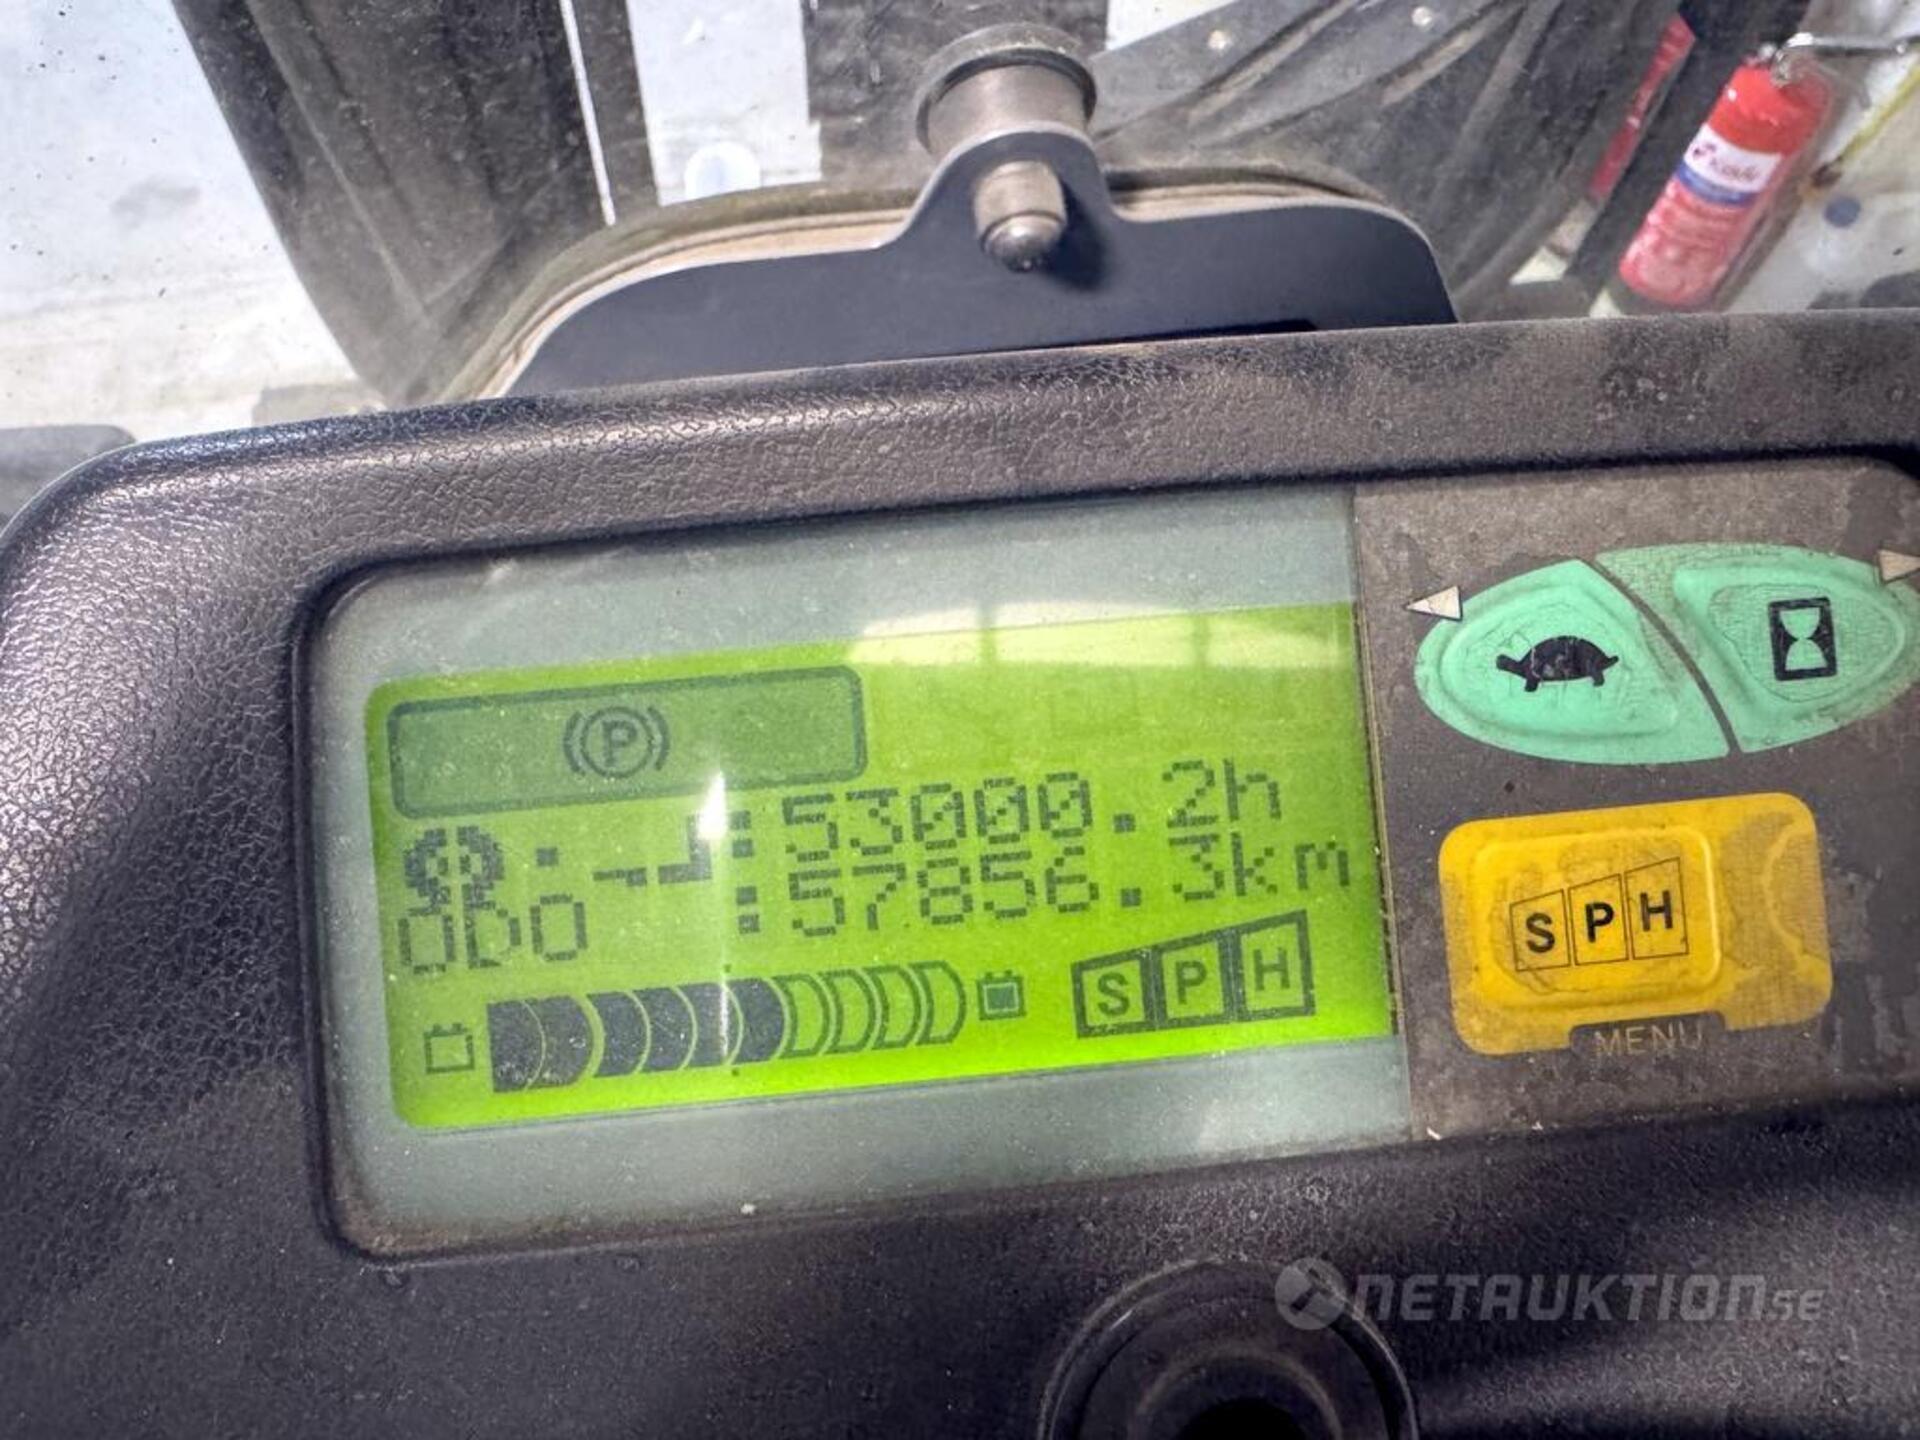 P
:53000.2h
ODO :57856.3km
S P H
S P H
MENU
NETAUKTION.SE